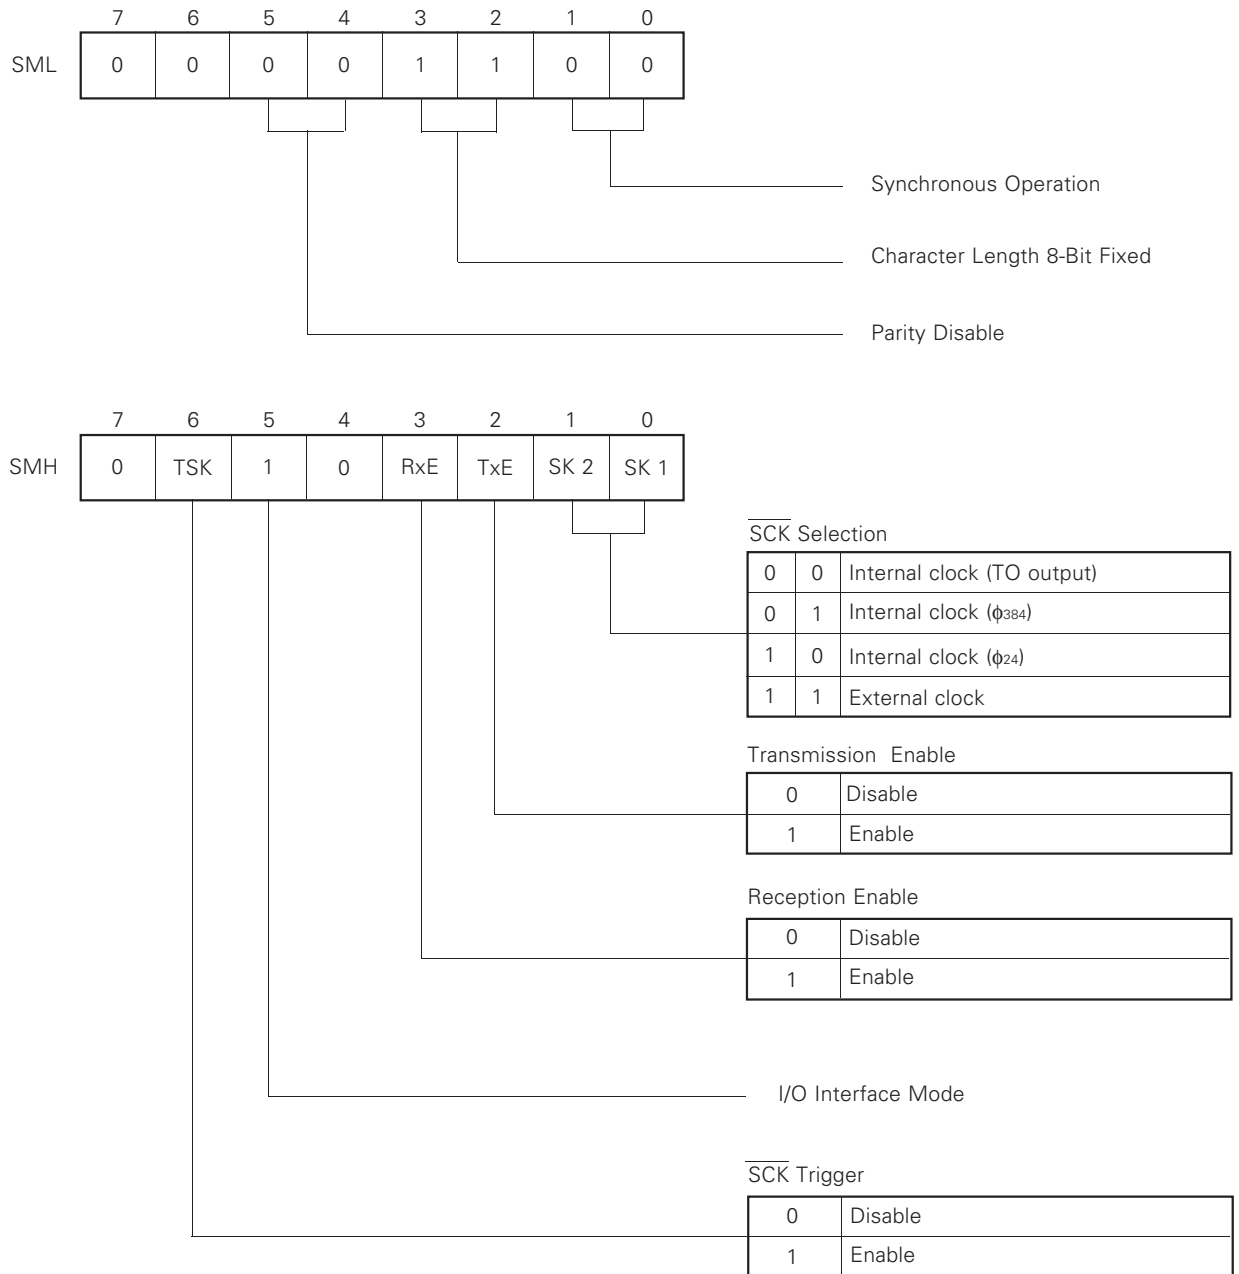 7 6 5 4 3 2 1 0
SML 0 0 0 0 1 1 0 0
Synchronous Operation
Character Length 8-Bit Fixed
Parity Disable
7 6 5 4 3 2 1 0
SMH 0 TSK 1 0 RxE TxE SK 2 SK 1
SCK Selection
0 0 Internal clock (TO output)
0 1 Internal clock (ϕ384)
1 0 Internal clock (ϕ24)
1 1 External clock
Transmission Enable
0 Disable
1 Enable
Reception Enable
0 Disable
1 Enable
I/O Interface Mode
SCK Trigger
0 Disable
1 Enable